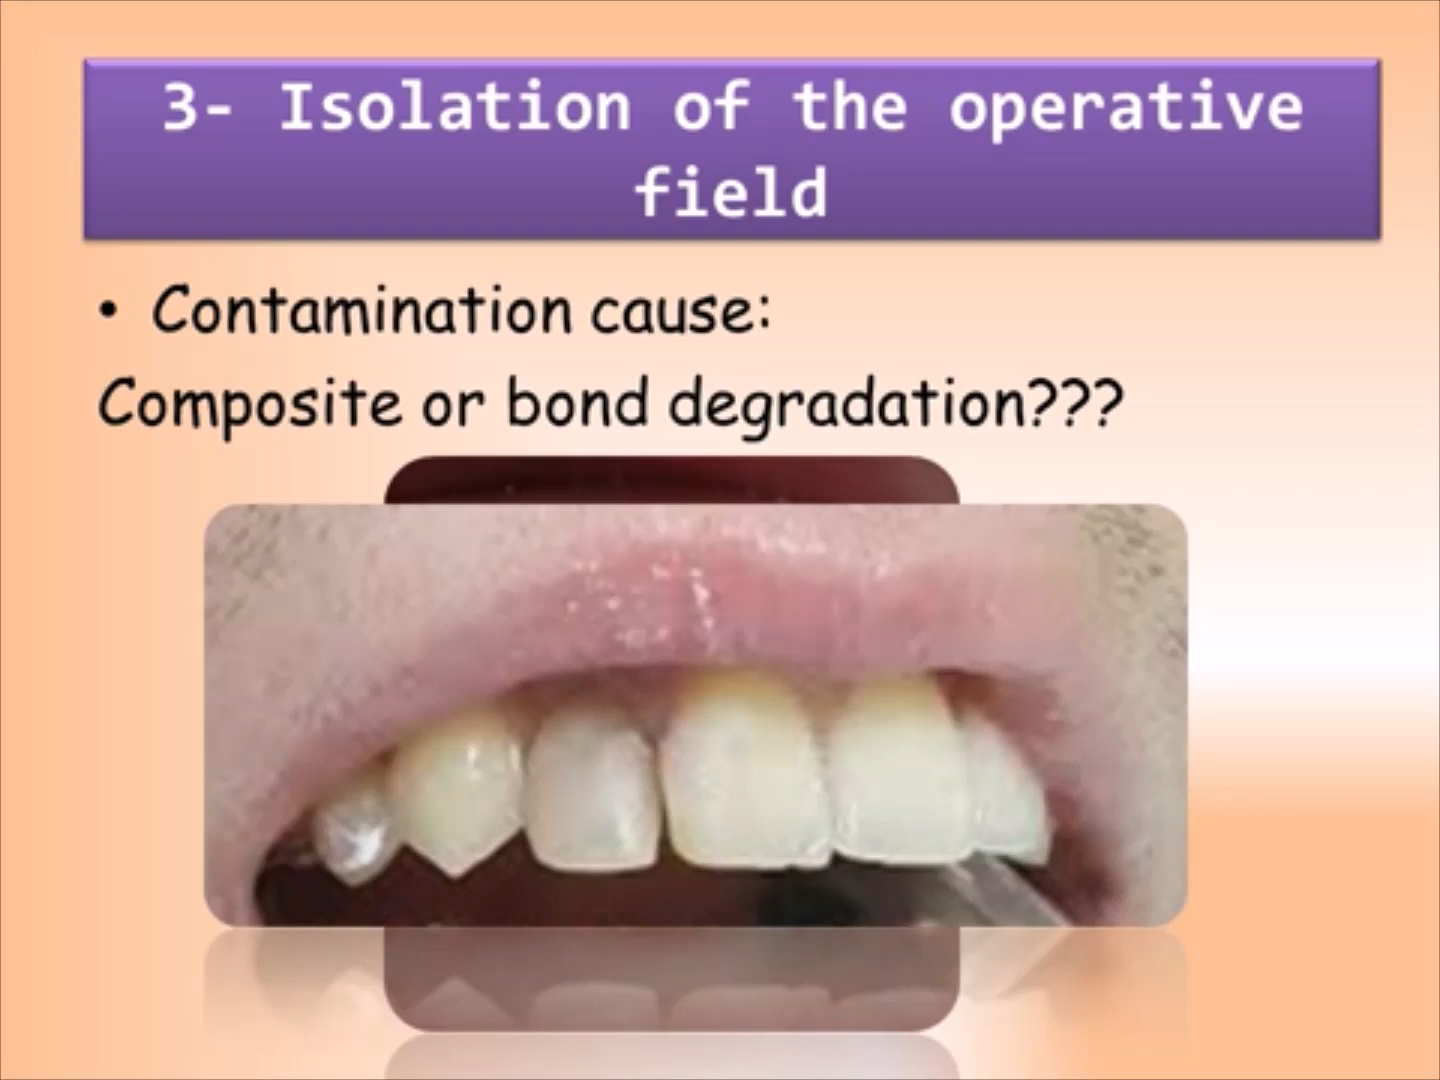 3- Isolation of the operative
field
• Contamination cause:
Composite or bond degradation???